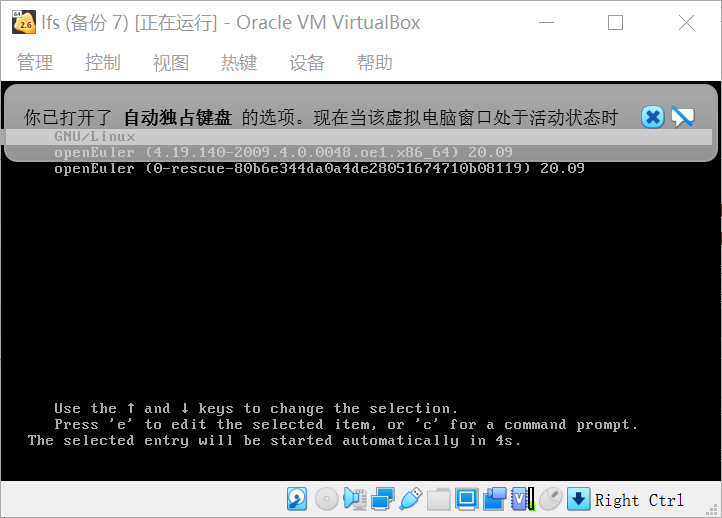 lfs (备份 7) [正在运行] - Oracle VM VirtualBox
管理 控制 视图 热键 设备 帮助
你已打开了 自动独占键盘 的选项。现在当该虚拟电脑窗口处于活动状态时
GNU/Linux
openEuler (4.19.140-2009.4.0.0048.oe1.x86_64) 20.09
openEuler (0-rescue-80b6e344da0a4de28051674710b08119) 20.09
Use the ↑ and ↓ keys to change the selection.
Press 'e' to edit the selected item, or 'c' for a command prompt.
The selected entry will be started automatically in 4s.
Right Ctrl